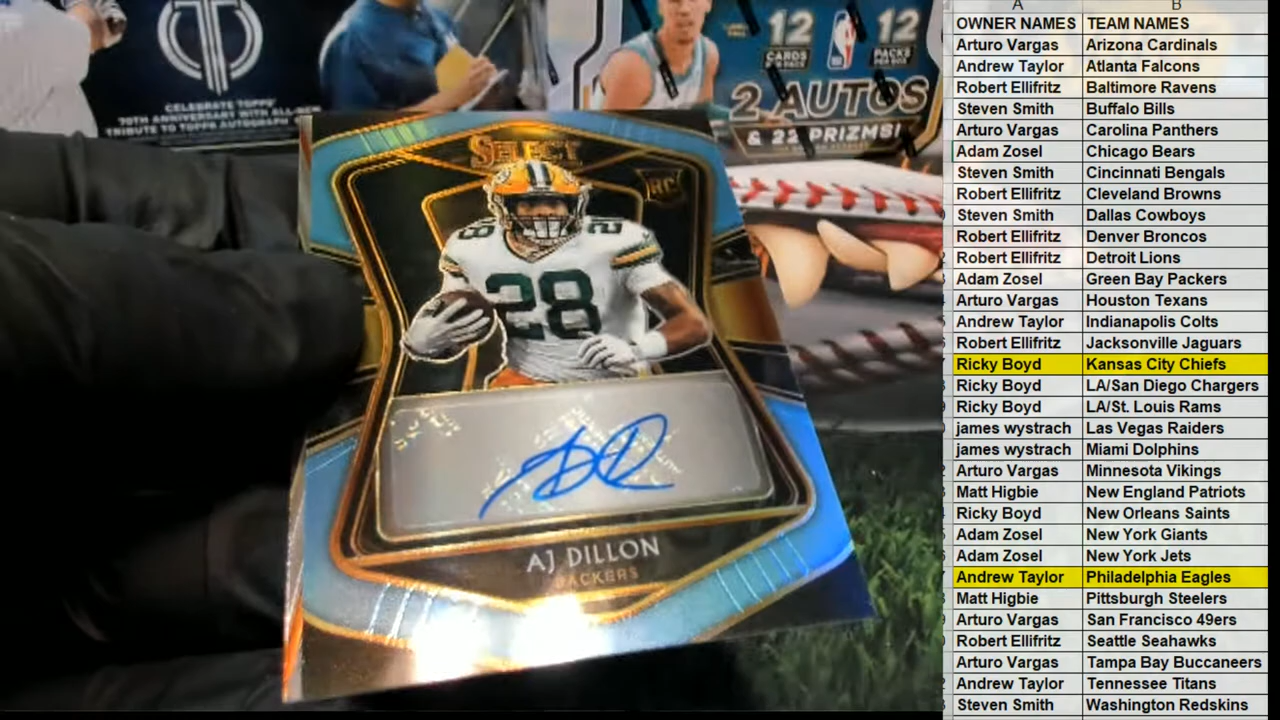 CELEBRATE TOPPS'
70TH ANNIVERSARY WITH ALL-NEW
TRIBUTE TO TOPPS AUTOGRAPH
12
CARDS
12
PACKS
PER BOX
2 AUTOS
& 22 PRIZMS!
SELECT
RC
28
28
AJ DILLON
PACKERS
A B
OWNER NAMES TEAM NAMES
Arturo Vargas Arizona Cardinals
Andrew Taylor Atlanta Falcons
Robert Ellifritz Baltimore Ravens
Steven Smith Buffalo Bills
Arturo Vargas Carolina Panthers
Adam Zosel Chicago Bears
Steven Smith Cincinnati Bengals
Robert Ellifritz Cleveland Browns
Steven Smith Dallas Cowboys
Robert Ellifritz Denver Broncos
Robert Ellifritz Detroit Lions
Adam Zosel Green Bay Packers
Arturo Vargas Houston Texans
Andrew Taylor Indianapolis Colts
Robert Ellifritz Jacksonville Jaguars
Ricky Boyd Kansas City Chiefs
Ricky Boyd LA/San Diego Chargers
Ricky Boyd LA/St. Louis Rams
james wystrach Las Vegas Raiders
james wystrach Miami Dolphins
Arturo Vargas Minnesota Vikings
Matt Higbie New England Patriots
Ricky Boyd New Orleans Saints
Adam Zosel New York Giants
Adam Zosel New York Jets
Andrew Taylor Philadelphia Eagles
Matt Higbie Pittsburgh Steelers
Arturo Vargas San Francisco 49ers
Robert Ellifritz Seattle Seahawks
Arturo Vargas Tampa Bay Buccaneers
Andrew Taylor Tennessee Titans
Steven Smith Washington Redskins